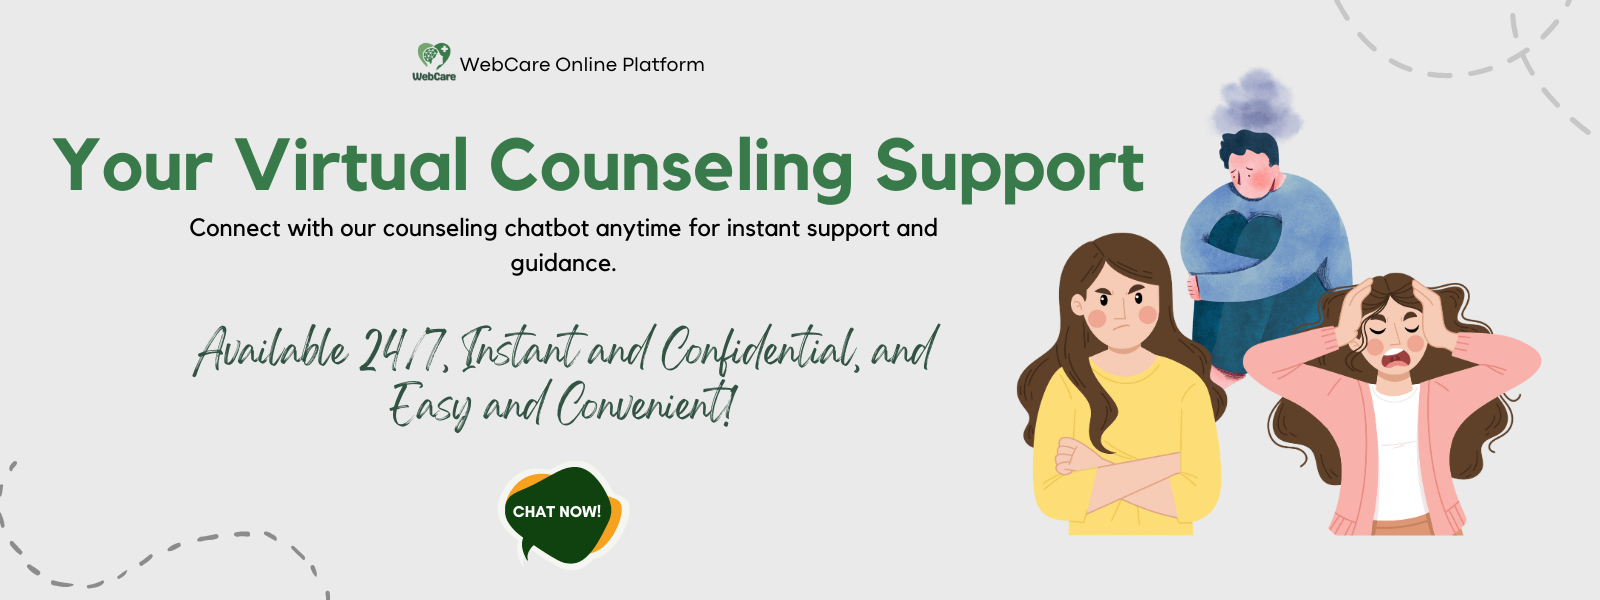 WebCare
WebCare Online Platform
Your Virtual Counseling Support
Connect with our counseling chatbot anytime for instant support and
guidance.
Available 24/7, Instant and Confidential, and
Easy and Convenient!
CHAT NOW!